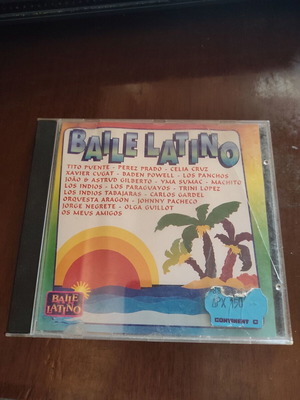 BAILE LATINO
TITO PUENTE - PEREZ PRADO - CELIA CRUZ
XAVIER CUGAT - BADEN POWELL - LOS PANCHOS
JOÃO & ASTRUD GILBERTO - YMA SUMAC - MACHITO
LOS INDIOS - LOS PARAGUAYOS - TRINI LOPEZ
LOS INDIOS TABAJARAS - CARLOS GARDEL
ORQUESTA ARAGON - JOHNNY PACHECO
JORGE NEGRETE - OLGA GUILLOT
OS MEUS AMIGOS
BAILE
LATINO
CONTINENT